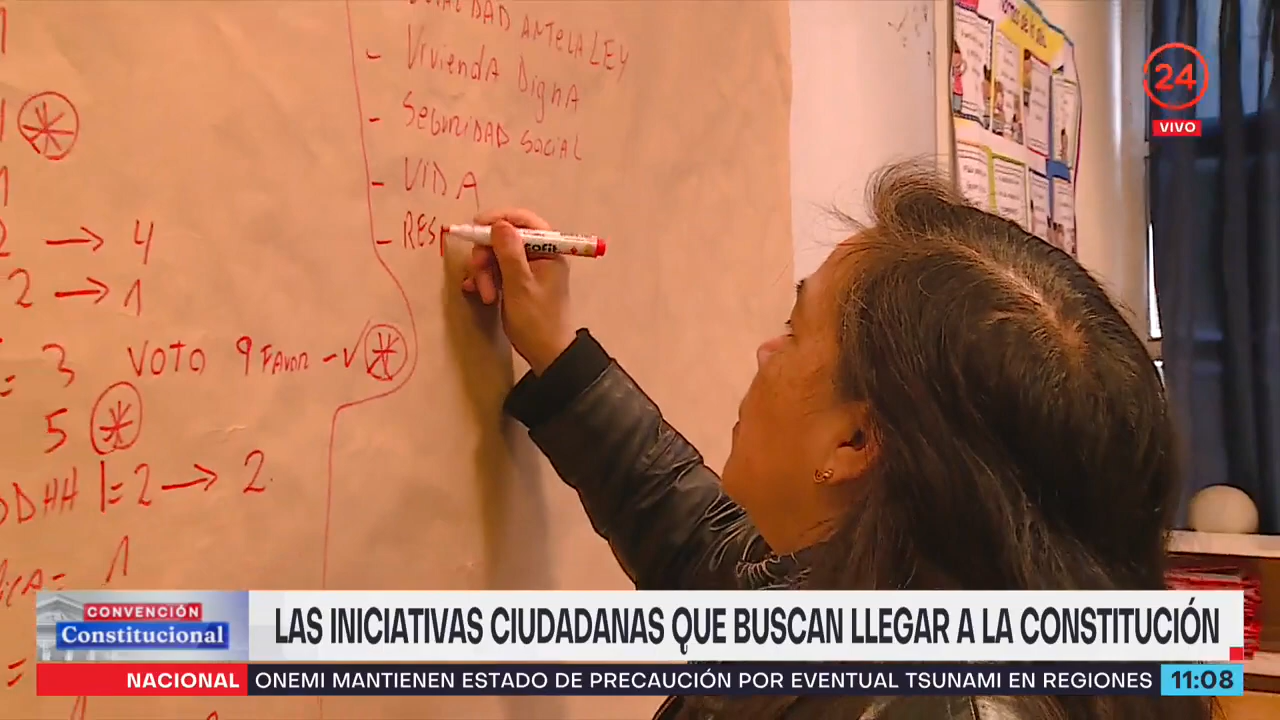 ANTE LA LEY
- Vivienda Digna
- Seguridad Social
- VIDA
- RES
2 → 4
2 → 1
= 3 VOTO 9 FAVOR - √
5
DDHH 1=2 → 2.
1
24
VIVO
cofit
CONVENCIÓN
Constitucional
LAS INICIATIVAS CIUDADANAS QUE BUSCAN LLEGAR A LA CONSTITUCIÓN
NACIONAL
ONEMI MANTIENEN ESTADO DE PRECAUCIÓN POR EVENTUAL TSUNAMI EN REGIONES
11:08